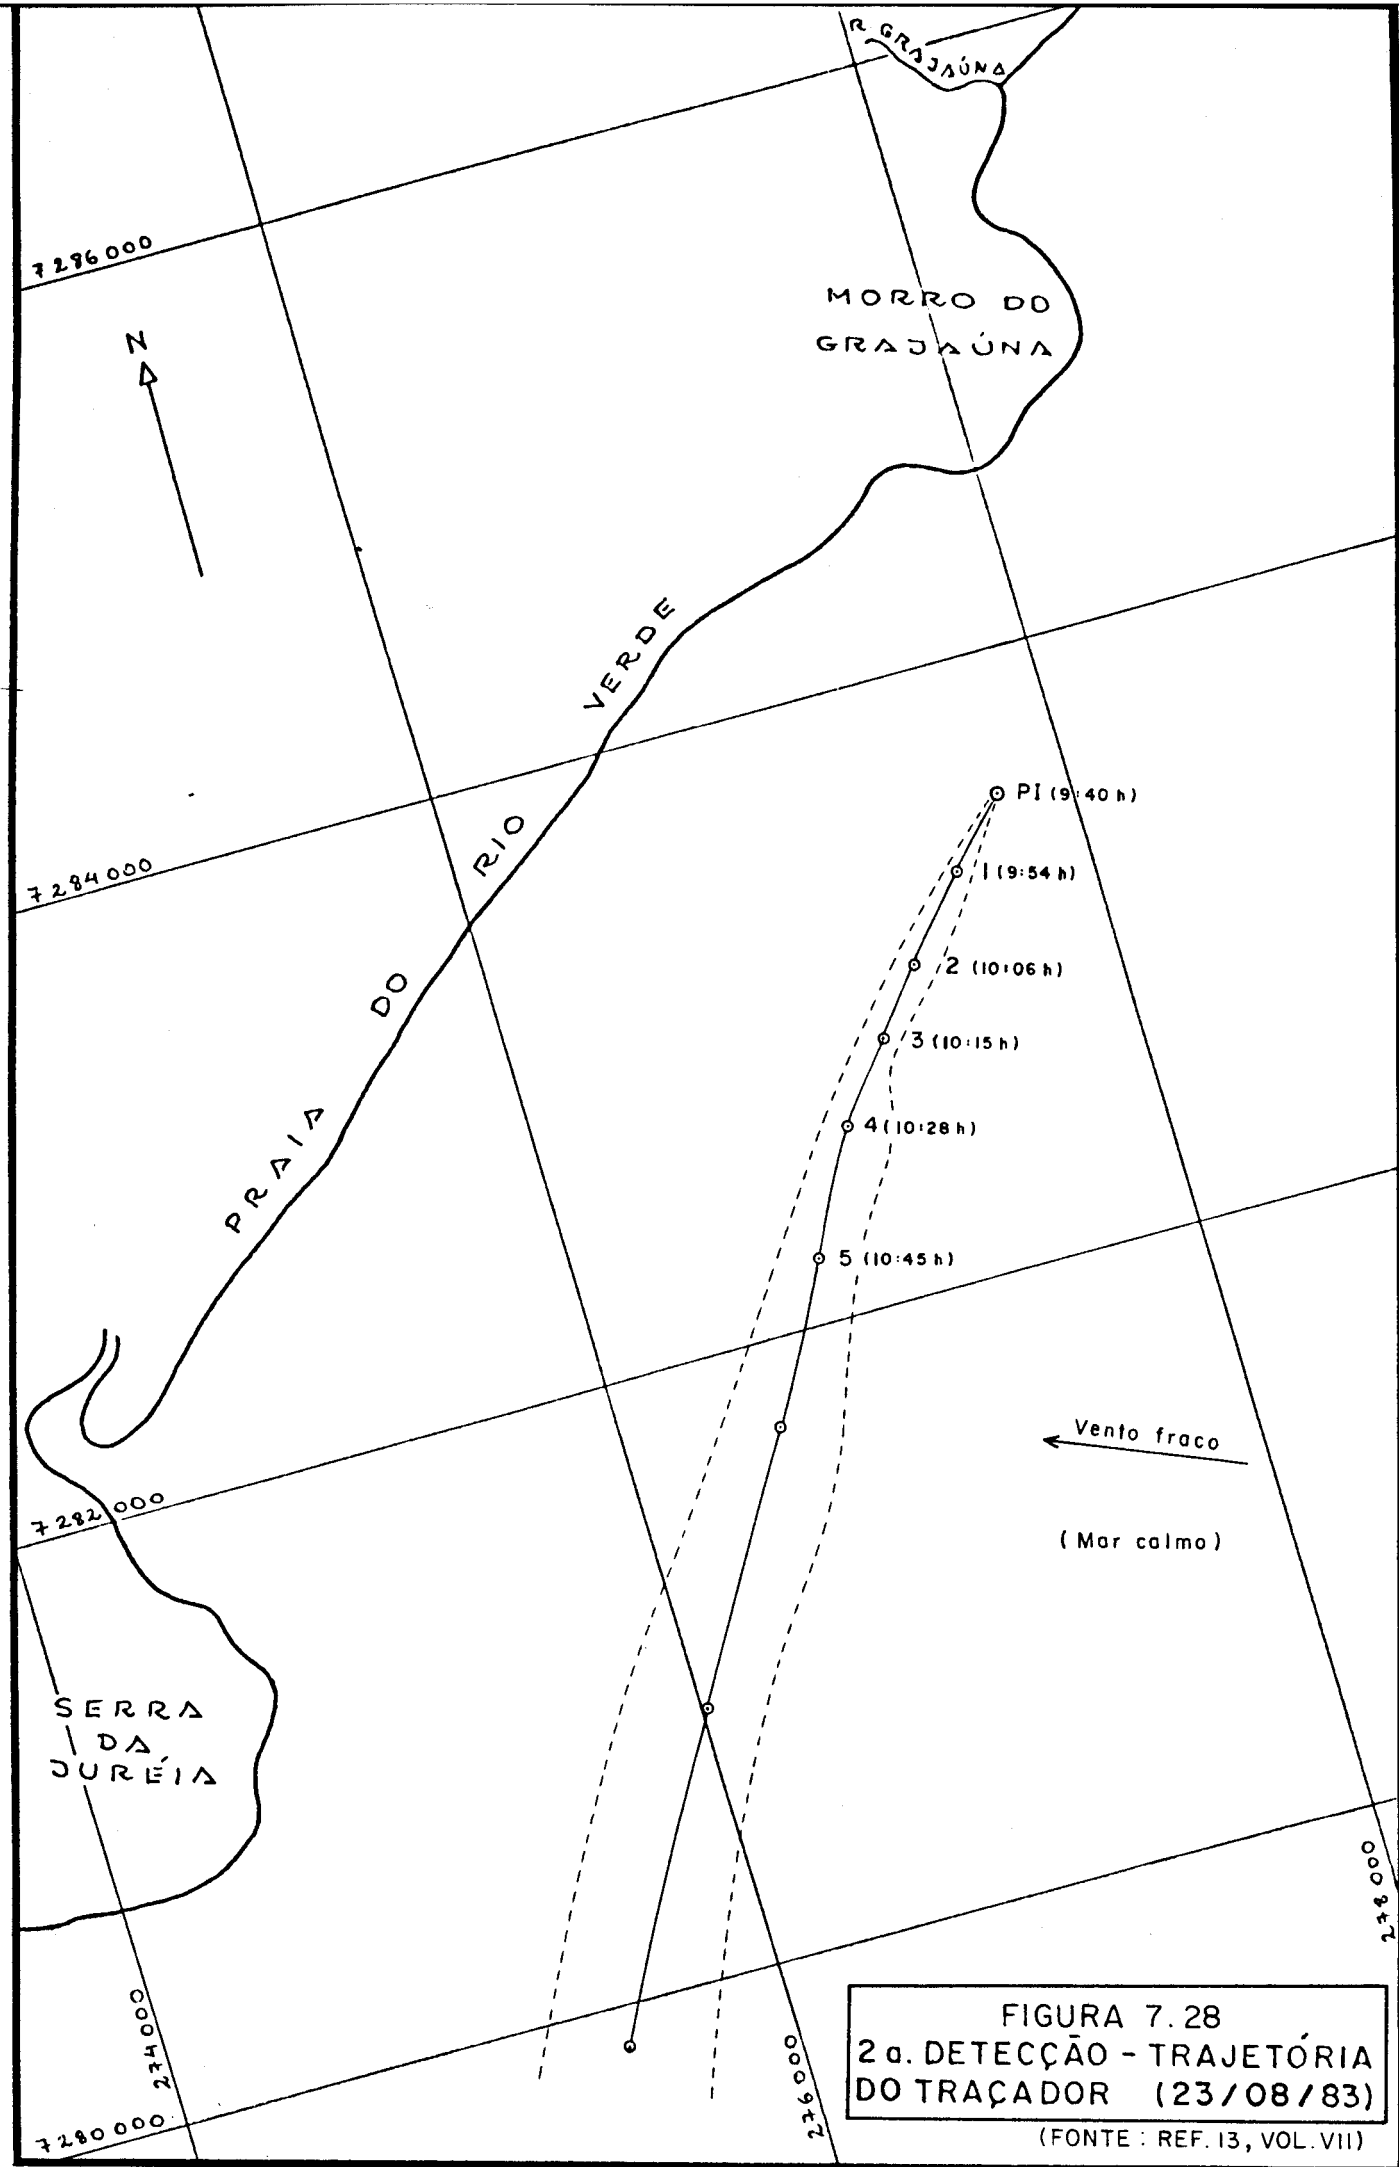 R. GRAJAÚNA
7286000
N
MORRO DO
GRAJAÚNA
PRAIA DO RIO VERDE
PI (9:40 h)
7284000
1 (9:54 h)
2 (10:06 h)
3 (10:15 h)
4 (10:28 h)
5 (10:45 h)
Vento fraco
7282000
(Mar calmo)
SERRA
DA
JURÉIA
278000
274000
276000
7280000
FIGURA 7.28
2a. DETECÇÃO - TRAJETÓRIA
DO TRAÇADOR (23/08/83)
(FONTE : REF. 13, VOL. VII)